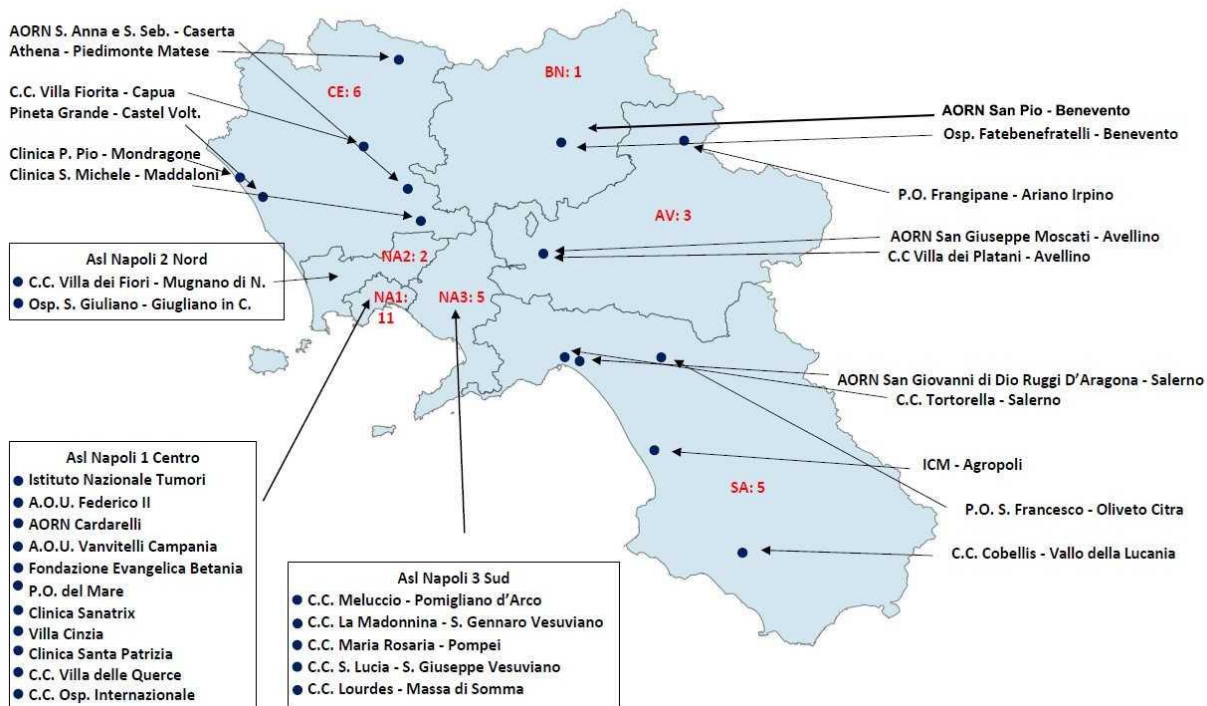 AORN S. Anna e S. Seb. - Caserta
Athena - Piedimonte Matese
C.C. Villa Fiorita - Capua
Pineta Grande - Castel Volt.
Clinica P. Pio - Mondragone
Clinica S. Michele - Maddaloni
CE: 6
BN: 1
AORN San Pio - Benevento
Osp. Fatebenefratelli - Benevento
P.O. Frangipane - Ariano Irpino
AV: 3
AORN San Giuseppe Moscati - Avellino
C.C Villa dei Platani - Avellino
Asl Napoli 2 Nord
C.C. Villa dei Fiori - Mugnano di N.
Osp. S. Giuliano - Giugliano in C.
NA2: 2
NA1:
11
NA3: 5
AORN San Giovanni di Dio Ruggi D’Aragona - Salerno
C.C. Tortorella - Salerno
ICM - Agropoli
SA: 5
P.O. S. Francesco - Oliveto Citra
C.C. Cobellis - Vallo della Lucania
Asl Napoli 1 Centro
Istituto Nazionale Tumori
A.O.U. Federico II
AORN Cardarelli
A.O.U. Vanvitelli Campania
Fondazione Evangelica Betania
P.O. del Mare
Clinica Sanatrix
Villa Cinzia
Clinica Santa Patrizia
C.C. Villa delle Querce
C.C. Osp. Internazionale
Asl Napoli 3 Sud
C.C. Meluccio - Pomigliano d’Arco
C.C. La Madonnina - S. Gennaro Vesuviano
C.C. Maria Rosaria - Pompei
C.C. S. Lucia - S. Giuseppe Vesuviano
C.C. Lourdes - Massa di Somma